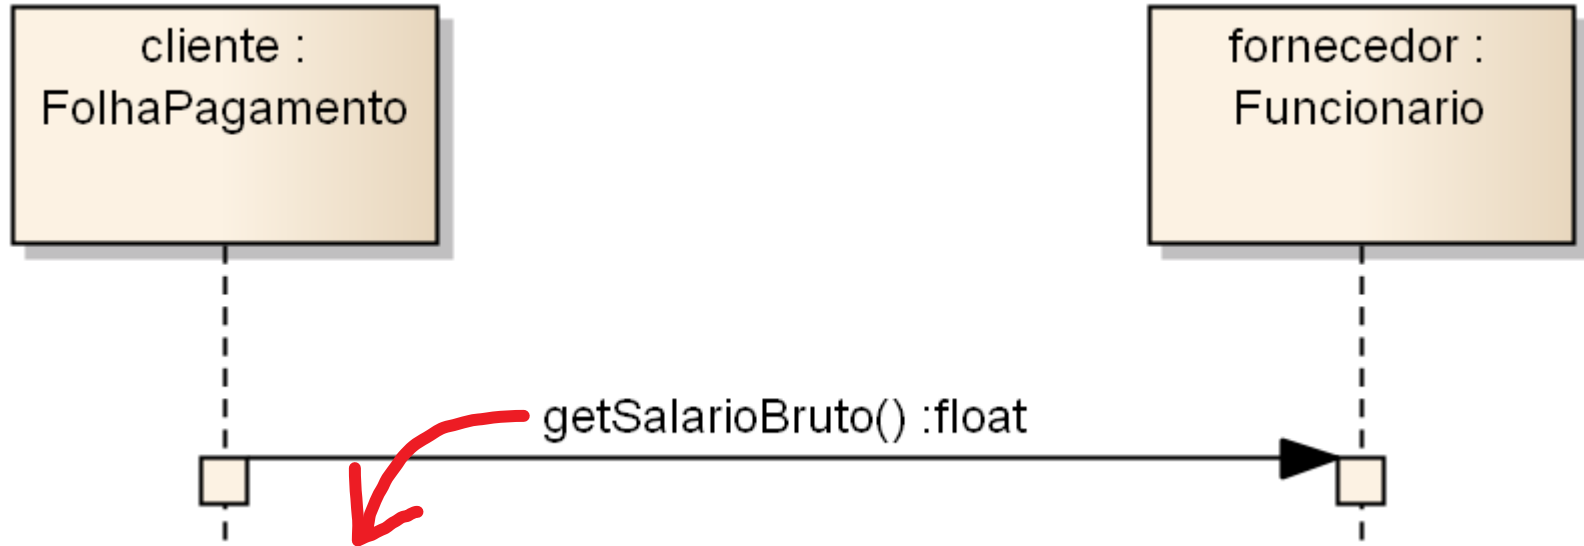 cliente :
FolhaPagamento
fornecedor :
Funcionario
getSalarioBruto() :float